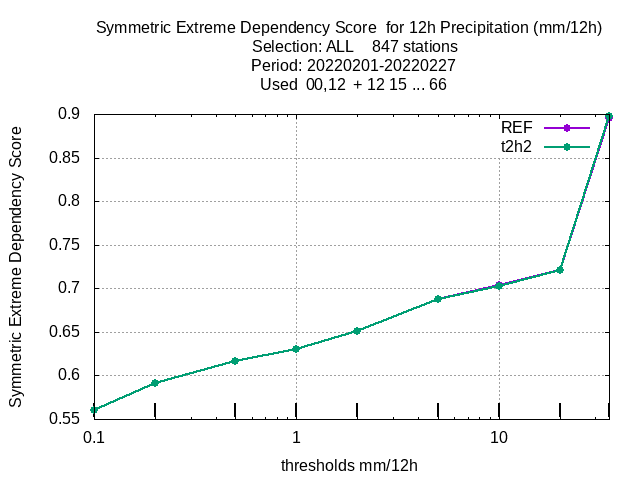 Symmetric Extreme Dependency Score  for 12h Precipitation (mm/12h)
Selection: ALL    847 stations
Period: 20220201-20220227
Used  00,12  + 12 15 ... 66
REF
t2h2
Symmetric Extreme Dependency Score
0.9
0.85
0.8
0.75
0.7
0.65
0.6
0.55
0.1 1 10
thresholds mm/12h